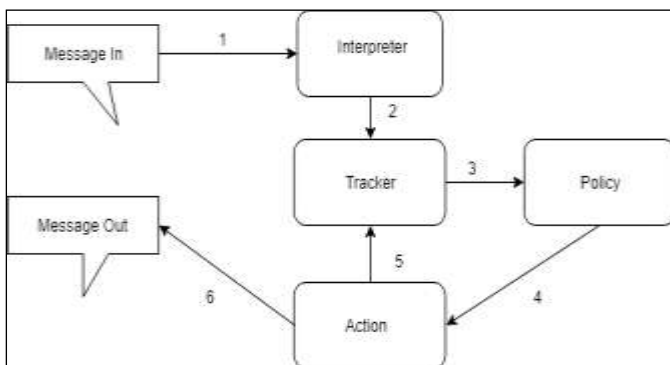 Message In
1
Interpreter
2
Tracker
3
Policy
Message Out
5
6
Action
4